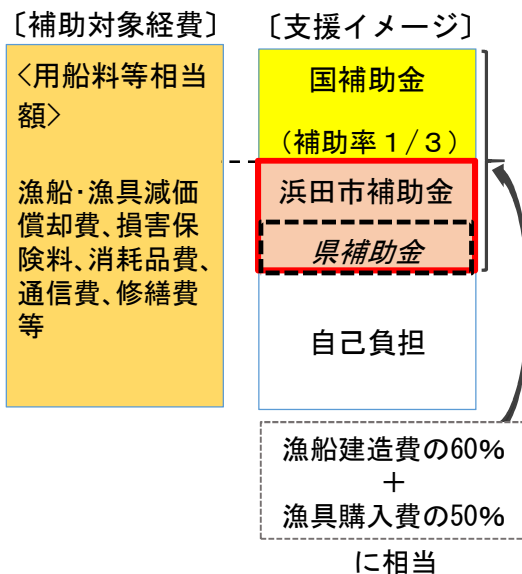 〔補助対象経費〕
<用船料等相当
額>
漁船・漁具減価
償却費、損害保
険料、消耗品費、
通信費、修繕費
等
〔支援イメージ〕
国補助金
(補助率1/3)
浜田市補助金
県補助金
自己負担
漁船建造費の60%
+
漁具購入費の50%
に相当